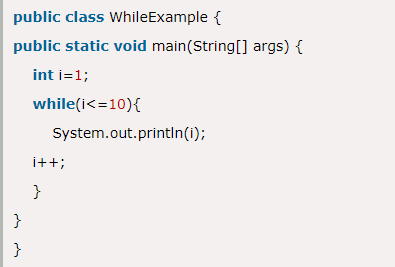 public class WhileExample {
public static void main(String[] args) {
int i=1;
while(i<=10){
System.out.println(i);
i++;
}
}
}